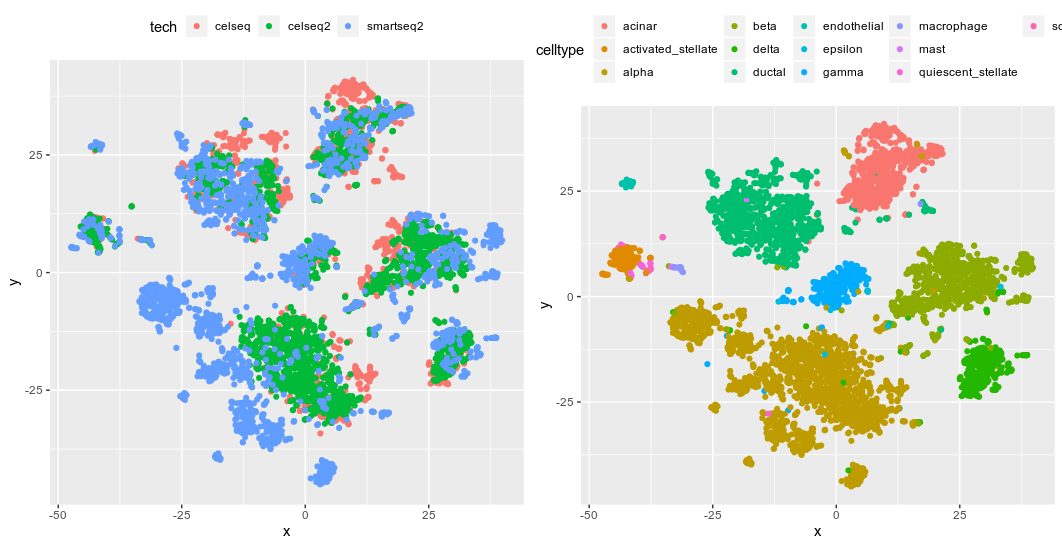 tech celseq celseq2 smartseq2
25
0
-25
-50 -25 0 25
x
y
celltype
acinar beta endothelial macrophage
activated_stellate delta epsilon mast
alpha ductal gamma quiescent_stellate
25
0
-25
-50 -25 0 25
x
y